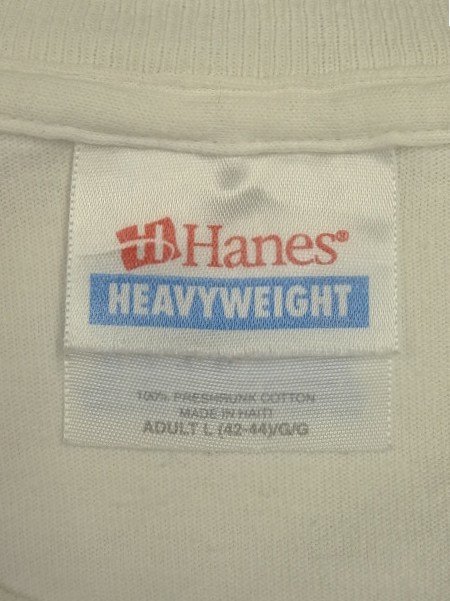 Hanes®
HEAVYWEIGHT
100% PRESHRUNK COTTON
MADE IN HAITI
ADULT L (42-44)/G/G